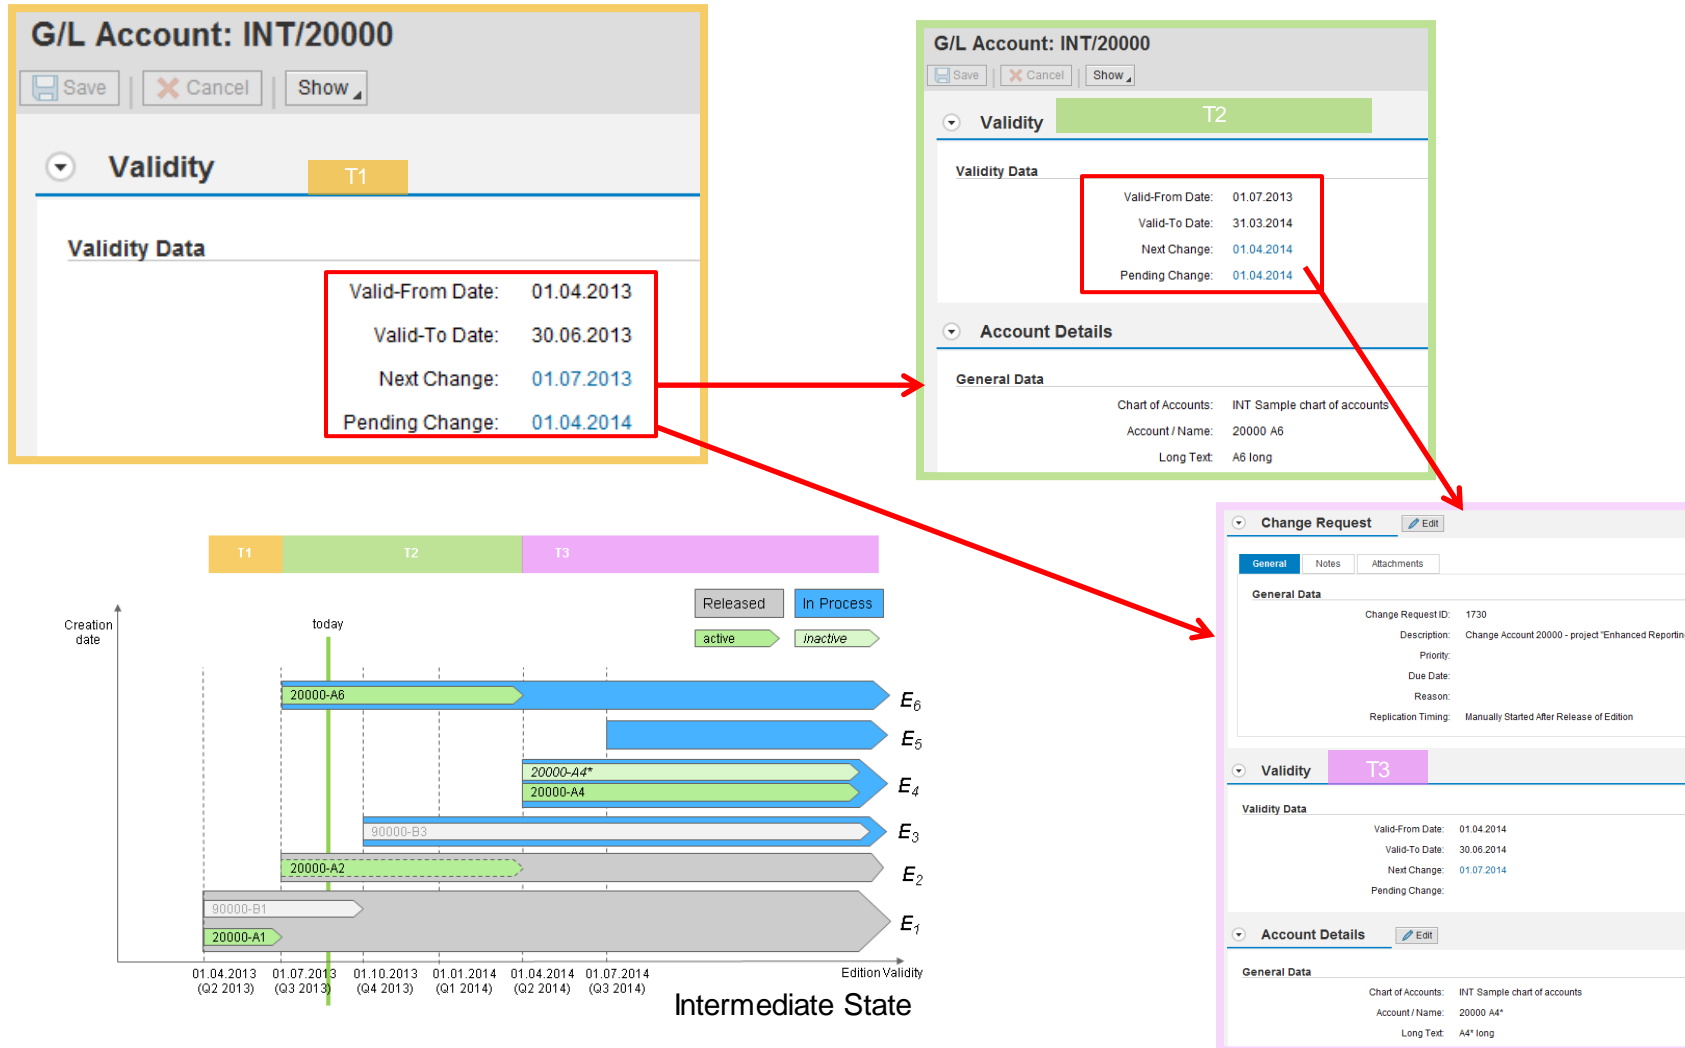 G/L Account: INT/20000
Save
Cancel
Show
Validity
T1
Validity Data
Valid-From Date: 01.04.2013
Valid-To Date: 30.06.2013
Next Change: 01.07.2013
Pending Change: 01.04.2014
G/L Account: INT/20000
Save
Cancel
Show
Validity
T2
Validity Data
Valid-From Date: 01.07.2013
Valid-To Date: 31.03.2014
Next Change: 01.04.2014
Pending Change: 01.04.2014
Account Details
General Data
Chart of Accounts: INT Sample chart of accounts
Account / Name: 20000 A6
Long Text: A6 long
T1 T2 T3
Released
In Process
active
inactive
Creation
date
today
20000-A6
E6
E5
20000-A4*
20000-A4
E4
90000-B3
E3
20000-A2
E2
90000-B1
20000-A1
E1
01.04.2013 01.07.2013 01.10.2013 01.01.2014 01.04.2014 01.07.2014
(Q2 2013) (Q3 2013) (Q4 2013) (Q1 2014) (Q2 2014) (Q3 2014)
Edition Validity
Intermediate State
Change Request
Edit
General
Notes
Attachments
General Data
Change Request ID: 1730
Description: Change Account 20000 - project "Enhanced Reportin
Priority:
Due Date:
Reason:
Replication Timing: Manually Started After Release of Edition
Validity
T3
Validity Data
Valid-From Date: 01.04.2014
Valid-To Date: 30.06.2014
Next Change: 01.07.2014
Pending Change:
Account Details
Edit
General Data
Chart of Accounts: INT Sample chart of accounts
Account / Name: 20000 A4*
Long Text: A4* long